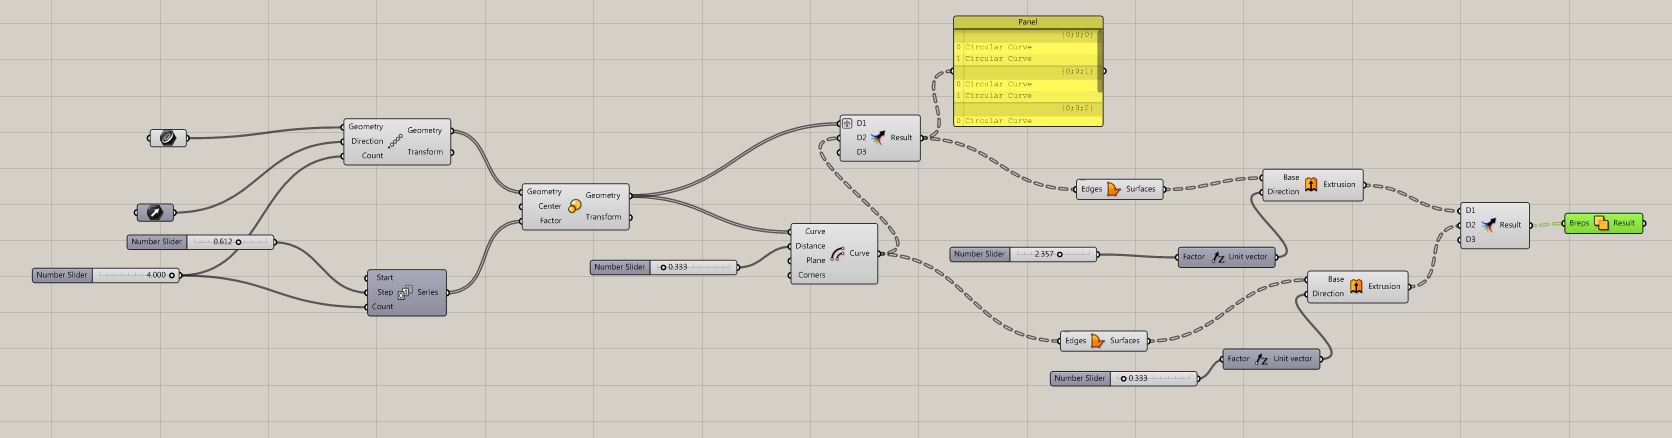 Panel
{0;0;0}
0 Circular Curve
1 Circular Curve
{0;0;1}
0 Circular Curve
1 Circular Curve
{0;0;2}
0 Circular Curve
Geometry
Direction
Count
Geometry
Transform
D1
D2
D3
Result
Geometry
Center
Factor
Geometry
Transform
Edges Surfaces
Base
Direction
Extrusion
Number Slider 0.612
Number Slider 4.000
Start
Step
Count
Series
Number Slider 0.333
Curve
Distance
Plane
Corners
Curve
Number Slider 2.357
Factor Unit vector
D1
D2
D3
Result
Breps Result
Base
Direction
Extrusion
Edges Surfaces
Factor Unit vector
Number Slider 0.333